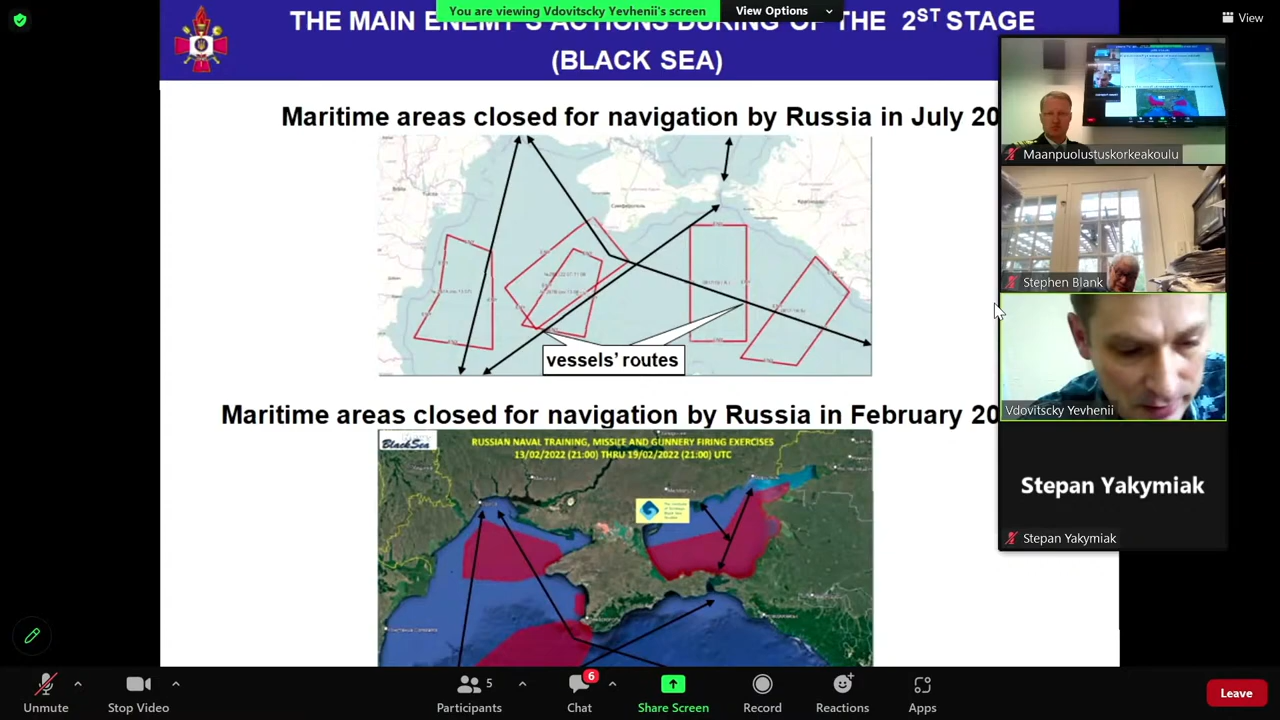 You are viewing Vdovitscky Yevhenii's screen
View Options
View
THE MAIN ENEMY'S ACTIONS DURING OF THE 2ST STAGE
(BLACK SEA)
Maritime areas closed for navigation by Russia in July 20
vessels' routes
Maritime areas closed for navigation by Russia in February 20
BlackSea
RUSSIAN NAVAL TRAINING, MISSILE AND GUNNERY FIRING EXERCISES
13/02/2022 (21:00) THRU 19/02/2022 (21:00) UTC
Maanpuolustuskorkeakoulu
Stephen Blank
Vdovitscky Yevhenii
Stepan Yakymiak
Stepan Yakymiak
Unmute
Stop Video
5
Participants
6
Chat
Share Screen
Record
Reactions
Apps
Leave